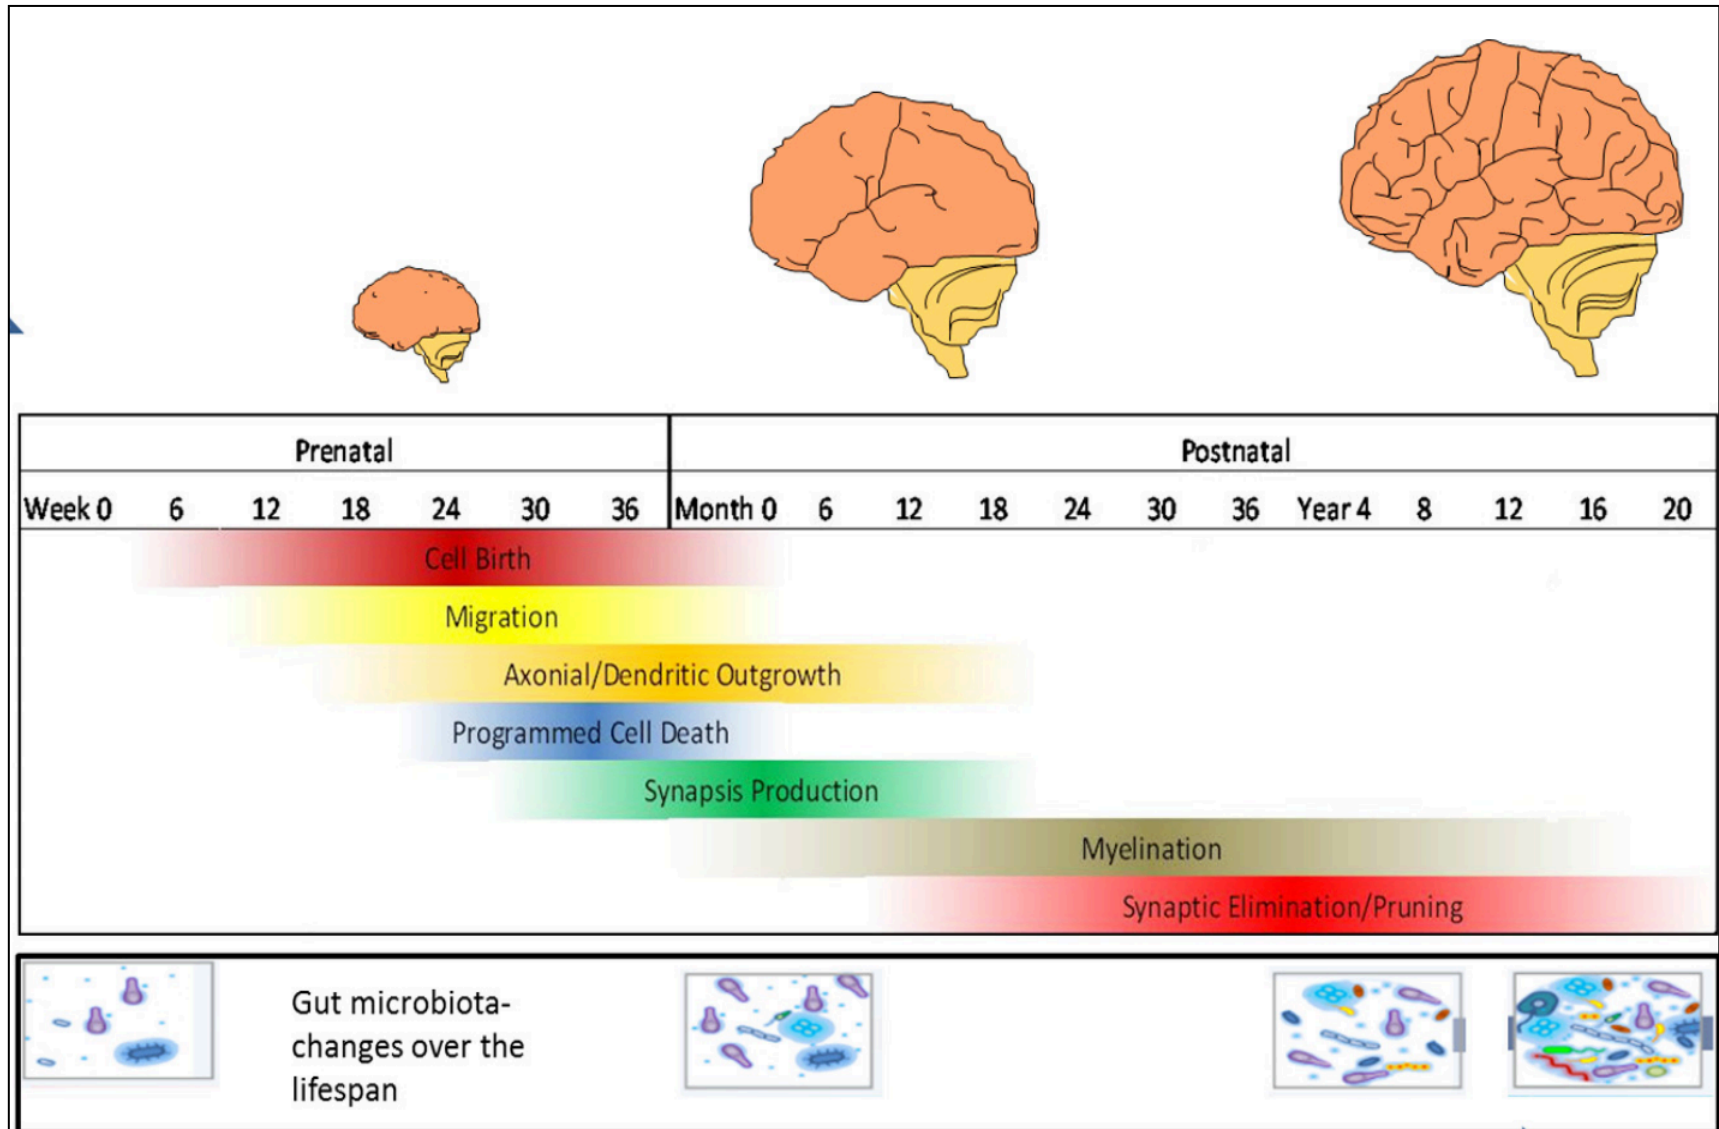 Prenatal Postnatal
Week 0 6 12 18 24 30 36 Month 0 6 12 18 24 30 36 Year 4 8 12 16 20
Cell Birth
Migration
Axonial/Dendritic Outgrowth
Programmed Cell Death
Synapsis Production
Myelination
Synaptic Elimination/Pruning
Gut microbiota-
changes over the
lifespan